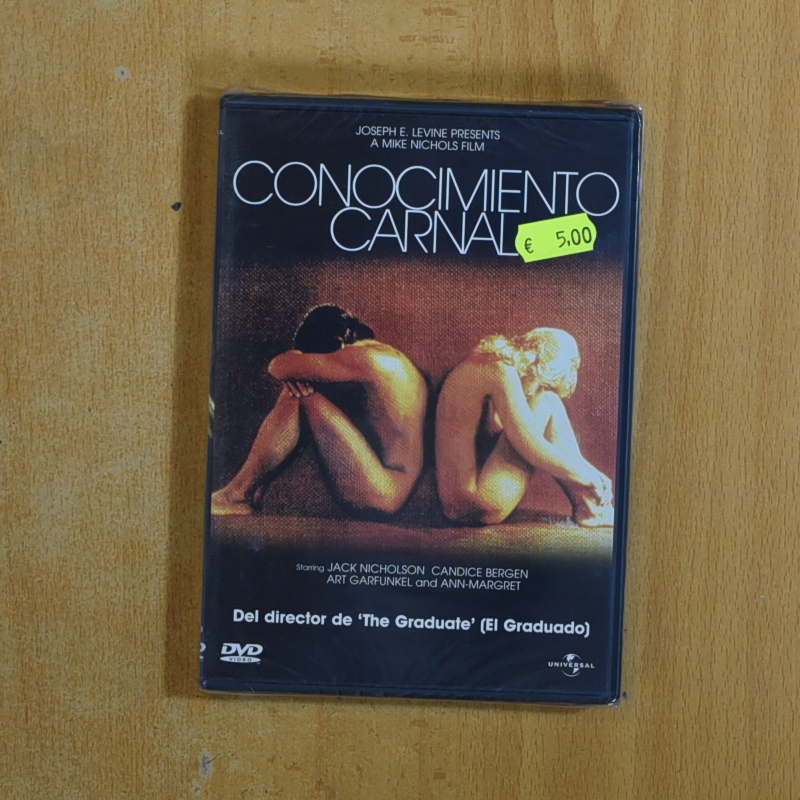 JOSEPH E. LEVINE PRESENTS
A MIKE NICHOLS FILM
CONOCIMIENTO
CARNAL
€ 5,00
Starring JACK NICHOLSON CANDICE BERGEN
ART GARFUNKEL and ANN-MARGRET
Del director de 'The Graduate' (El Graduado)
DVD
VIDEO
UNIVERSAL